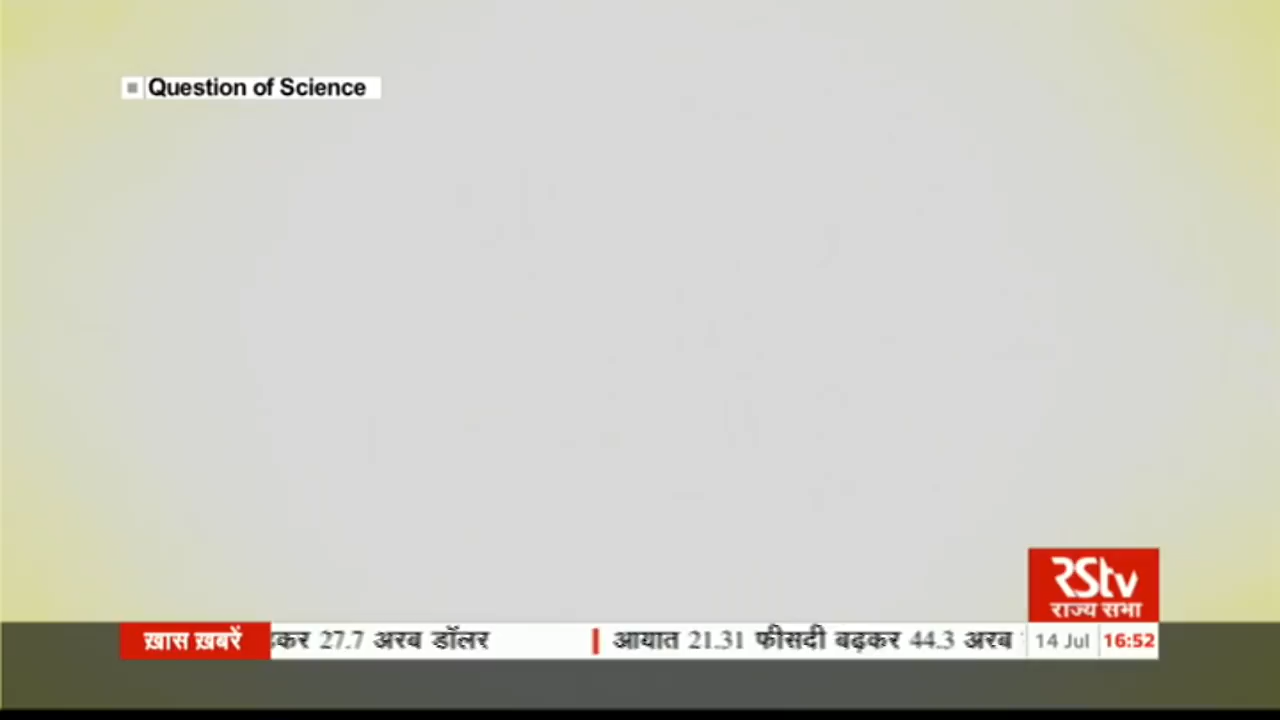 Question of Science
RStv
राज्य सभा
ख़ास ख़बरें
27.7 अरब डॉलर
आयात 21.31 फीसदी बढ़कर 44.3 अरब
14 Jul
16:52